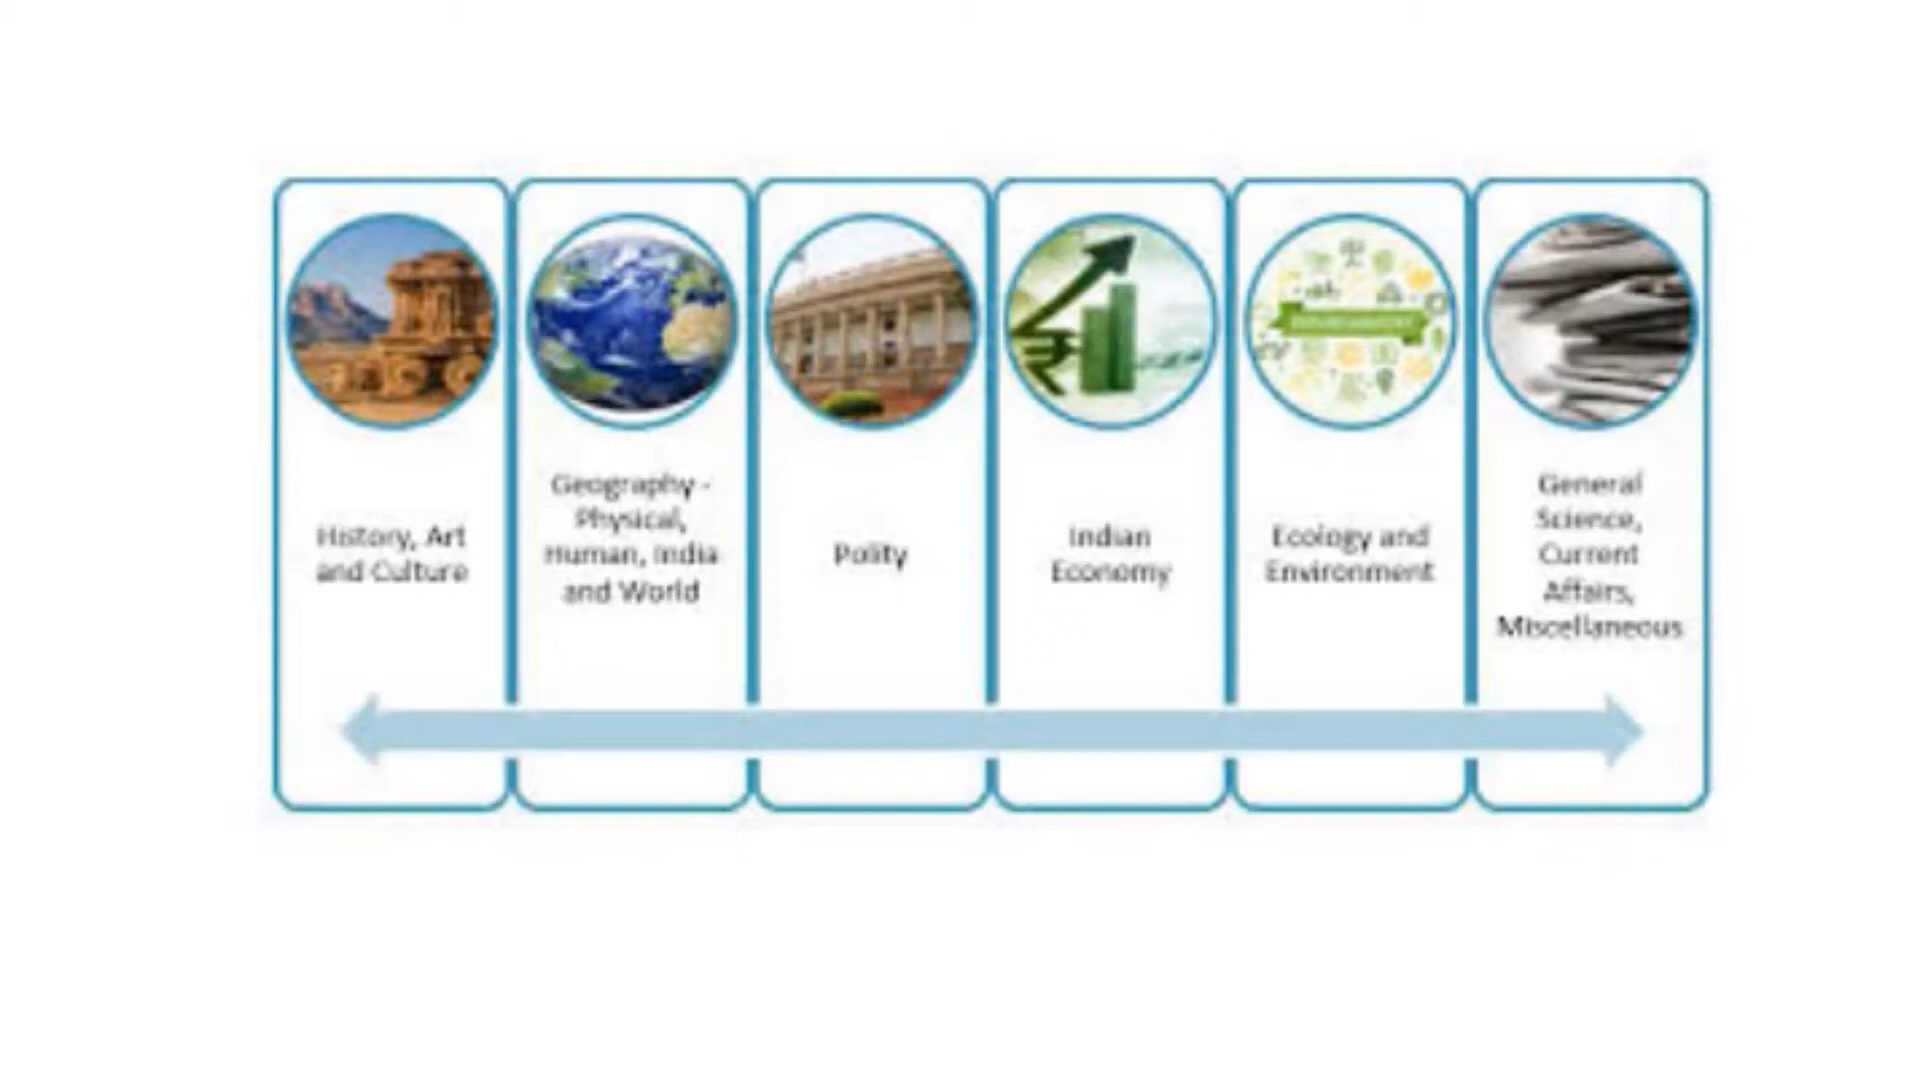 History, Art
and Culture
Geography -
Physical,
Human, India
and World
Polity
Indian
Economy
Ecology and
Environment
General
Science,
Current
Affairs,
Miscellaneous